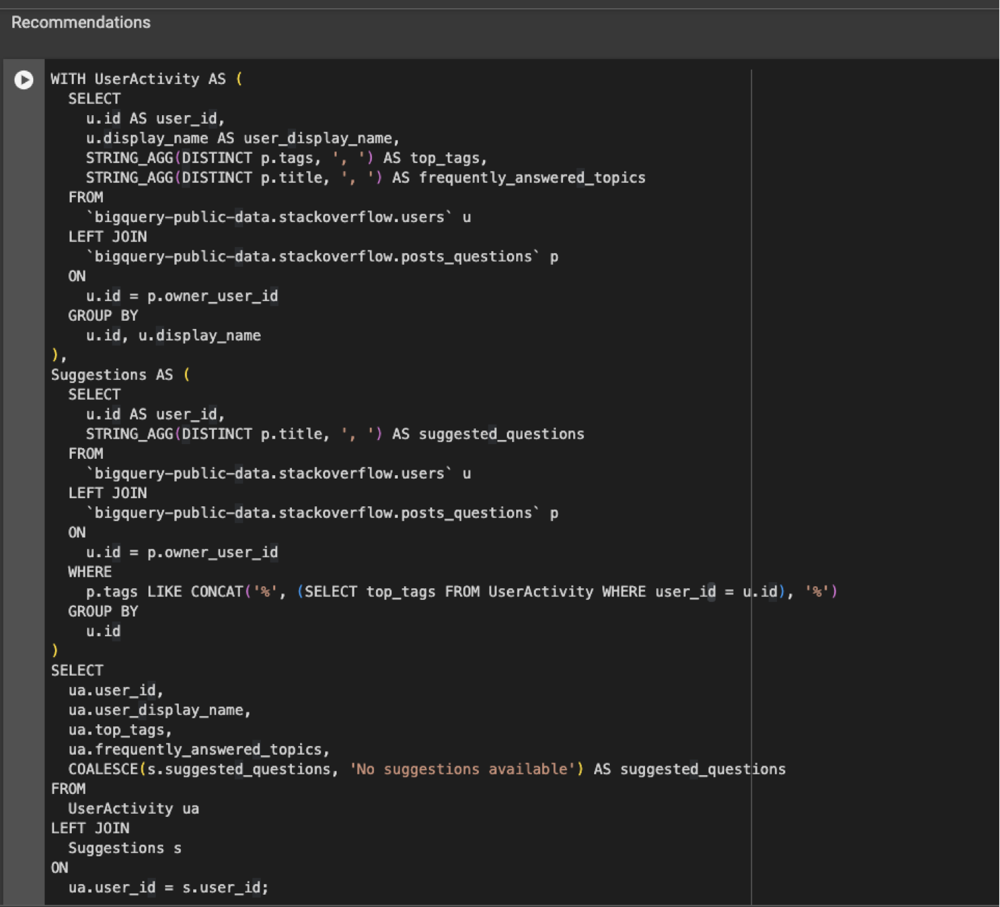 Recommendations
WITH UserActivity AS (
  SELECT
    u.id AS user_id,
    u.display_name AS user_display_name,
    STRING_AGG(DISTINCT p.tags, ', ') AS top_tags,
    STRING_AGG(DISTINCT p.title, ', ') AS frequently_answered_topics
  FROM
    `bigquery-public-data.stackoverflow.users` u
  LEFT JOIN
    `bigquery-public-data.stackoverflow.posts_questions` p
  ON
    u.id = p.owner_user_id
  GROUP BY
    u.id, u.display_name
),
Suggestions AS (
  SELECT
    u.id AS user_id,
    STRING_AGG(DISTINCT p.title, ', ') AS suggested_questions
  FROM
    `bigquery-public-data.stackoverflow.users` u
  LEFT JOIN
    `bigquery-public-data.stackoverflow.posts_questions` p
  ON
    u.id = p.owner_user_id
  WHERE
    p.tags LIKE CONCAT('%', (SELECT top_tags FROM UserActivity WHERE user_id = u.id), '%')
  GROUP BY
    u.id
)
SELECT
  ua.user_id,
  ua.user_display_name,
  ua.top_tags,
  ua.frequently_answered_topics,
  COALESCE(s.suggested_questions, 'No suggestions available') AS suggested_questions
FROM
  UserActivity ua
LEFT JOIN
  Suggestions s
ON
  ua.user_id = s.user_id;